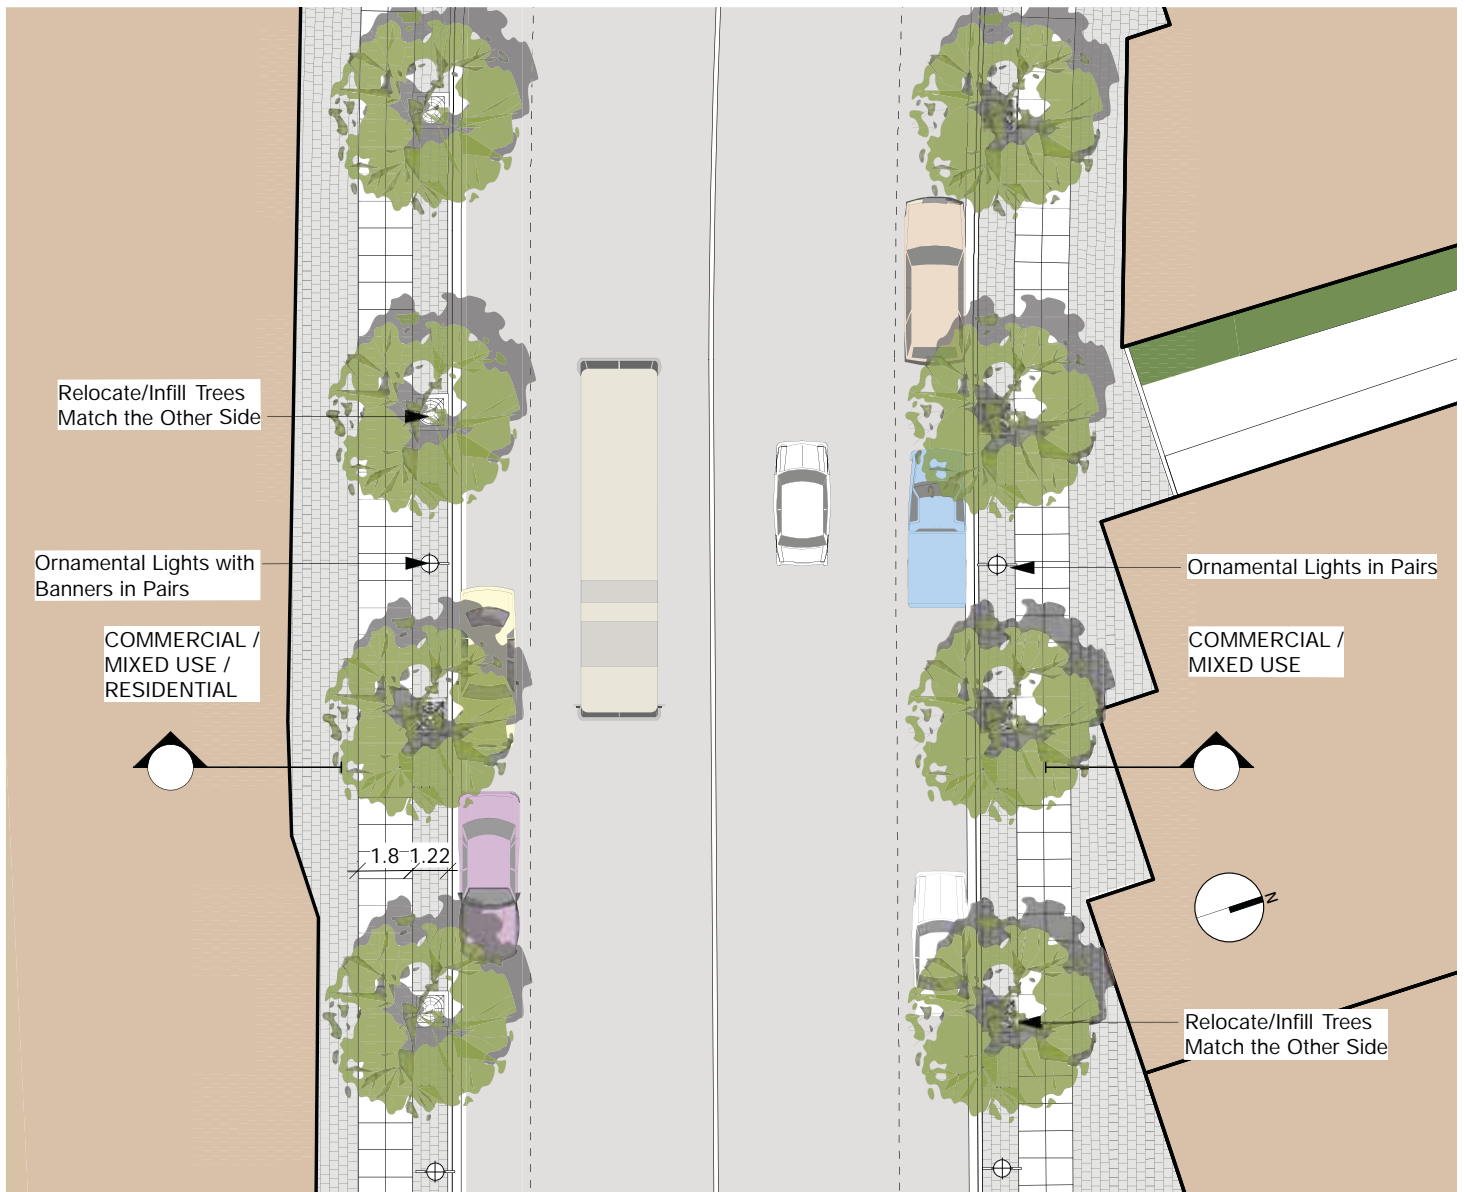 Relocate/Infill Trees
Match the Other Side
Ornamental Lights with
Banners in Pairs
COMMERCIAL /
MIXED USE /
RESIDENTIAL
1.8 1.22
Ornamental Lights in Pairs
COMMERCIAL /
MIXED USE
N
Relocate/Infill Trees
Match the Other Side